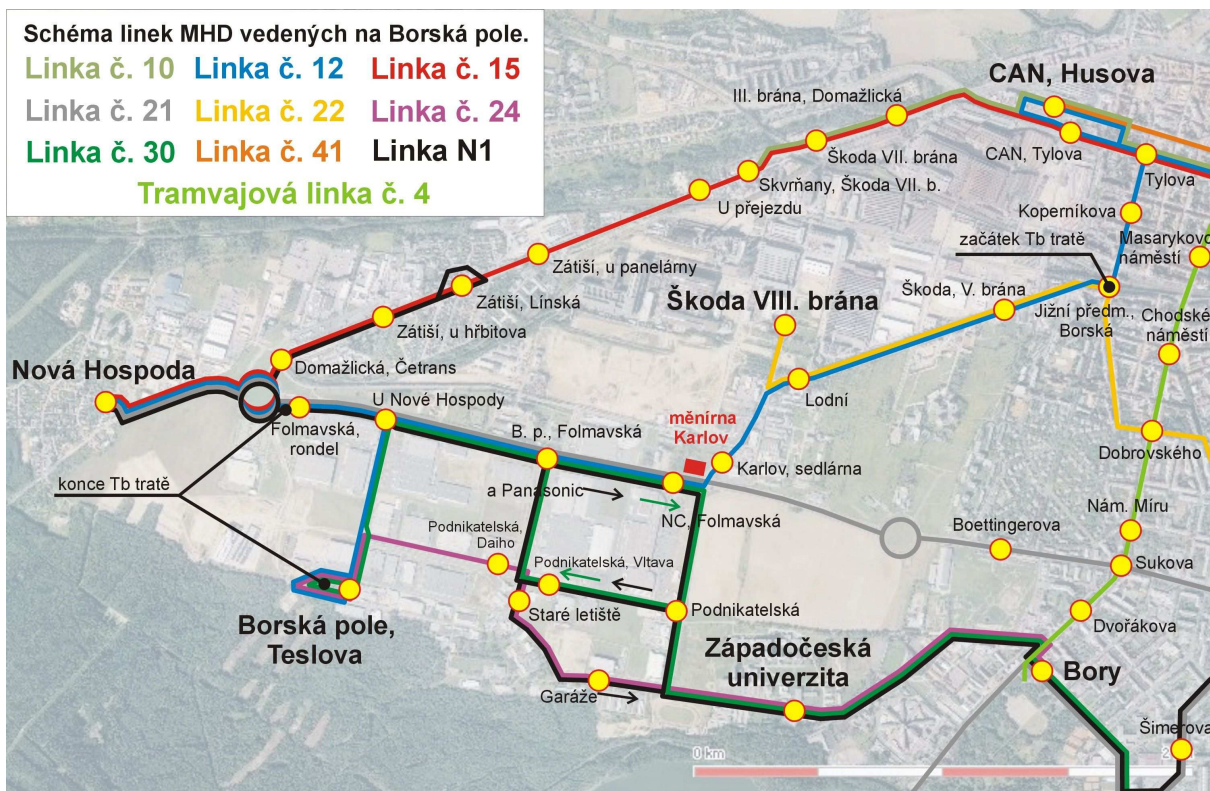 Schéma linek MHD vedených na Borská pole.
Linka č. 10 Linka č. 12 Linka č. 15
Linka č. 21 Linka č. 22 Linka č. 24
Linka č. 30 Linka č. 41 Linka N1
Tramvajová linka č. 4
CAN, Husova
III. brána, Domažlická
CAN, Tylova
Škoda VII. brána
Tylova
Skvrňany, Škoda VII. b.
U přejezdu
Koperníkova
začátek Tb tratě
Masarykovo
náměstí
Zátiší, u panelárny
Škoda VIII. brána
Škoda, V. brána
Zátiší, Línská
Jižní předm.,
Borská
Chodské
náměstí
Zátiší, u hřbitova
Nová Hospoda
Domažlická, Četrans
U Nové Hospody
Lodní
Folmavská,
rondel
B. p., Folmavská
měnírna
Karlov
Dobrovského
Karlov, sedlárna
konce Tb tratě
a Panasonic
NC, Folmavská
Nám. Míru
Podnikatelská,
Daiho
Boettingerova
Podnikatelská, Vltava
Sukova
Staré letiště
Podnikatelská
Dvořákova
Borská pole,
Teslova
Západočeská
univerzita
Bory
Garáže
Šimerova
0 km
2